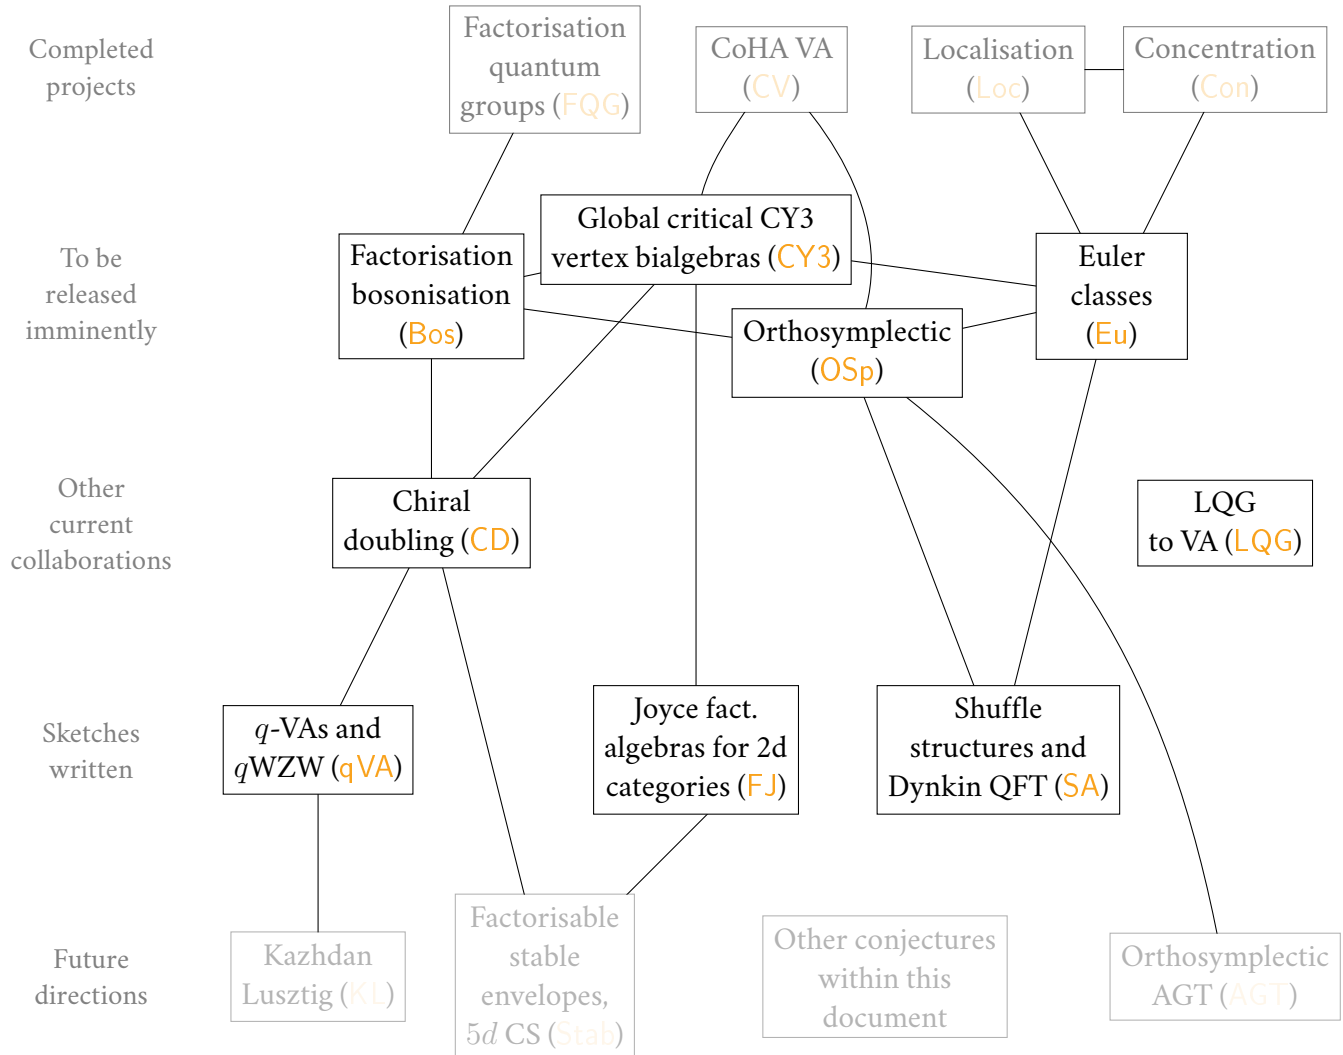 Completed
projects
Factorisation
quantum
groups (FQG)
CoHA VA
(CV)
Localisation
(Loc)
Concentration
(Con)
To be
released
imminently
Factorisation
bosonisation
(Bos)
Global critical CY3
vertex bialgebras (CY3)
Orthosymplectic
(OSp)
Euler
classes
(Eu)
Other
current
collaborations
Chiral
doubling (CD)
LQG
to VA (LQG)
Sketches
written
q-VAs and
qWZW (qVA)
Joyce fact.
algebras for 2d
categories (FJ)
Shuffle
structures and
Dynkin QFT (SA)
Future
directions
Kazhdan
Lusztig (KL)
Factorisable
stable
envelopes,
5d CS (Stab)
Other conjectures
within this
document
Orthosymplectic
AGT (AGT)